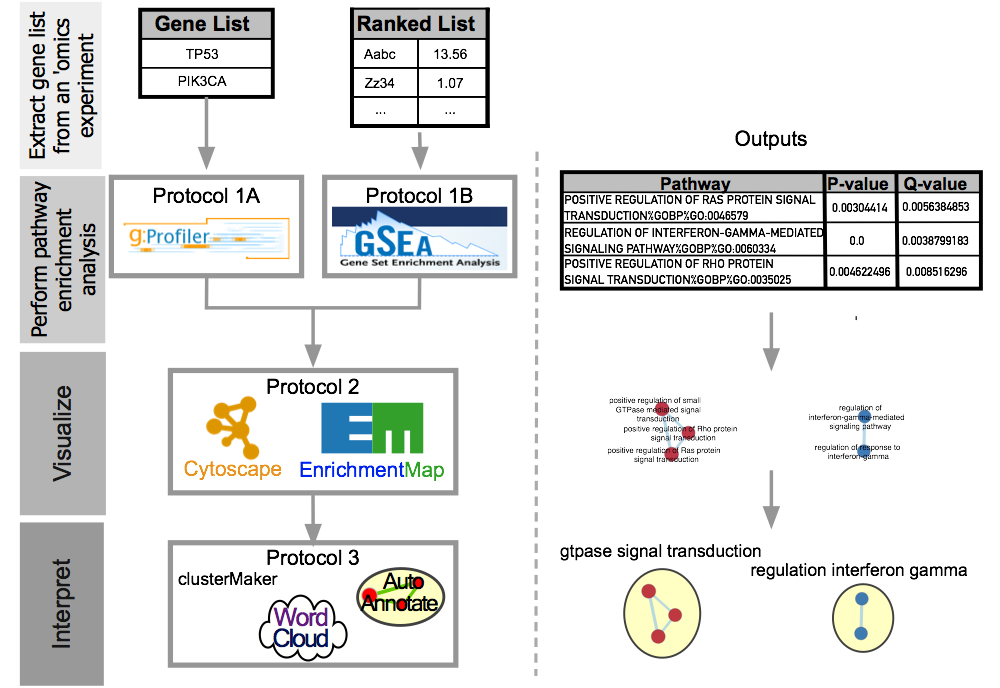 Extract gene list
from an 'omics
experiment
Gene List
TP53
PIK3CA
Ranked List
Aabc 13.56
Zz34 1.07
... ...
Perform pathway
enrichment
analysis
Protocol 1A
g:Profiler
Protocol 1B
GSEA
Gene Set Enrichment Analysis
Visualize
Protocol 2
Cytoscape
EM
EnrichmentMap
Interpret
Protocol 3
clusterMaker
Word
Cloud
Auto
Annotate
Outputs
Pathway P-value Q-value
POSITIVE REGULATION OF RAS PROTEIN SIGNAL
TRANSDUCTION%GOBP%GO:0046579
0.00304414 0.0056384853
REGULATION OF INTERFERON-GAMMA-MEDIATED
SIGNALING PATHWAY%GOBP%GO:0060334
0.0 0.0038799183
POSITIVE REGULATION OF RHO PROTEIN
SIGNAL TRANSDUCTION%GOBP%GO:0035025
0.004622496 0.008516296
positive regulation of small
GTPase mediated signal
transduction
positive regulation of Rho protein
signal transduction
positive regulation of Ras protein
signal transduction
regulation of
interferon-gamma-mediated
signaling pathway
regulation of response to
interferon-gamma
gtpase signal transduction
regulation interferon gamma